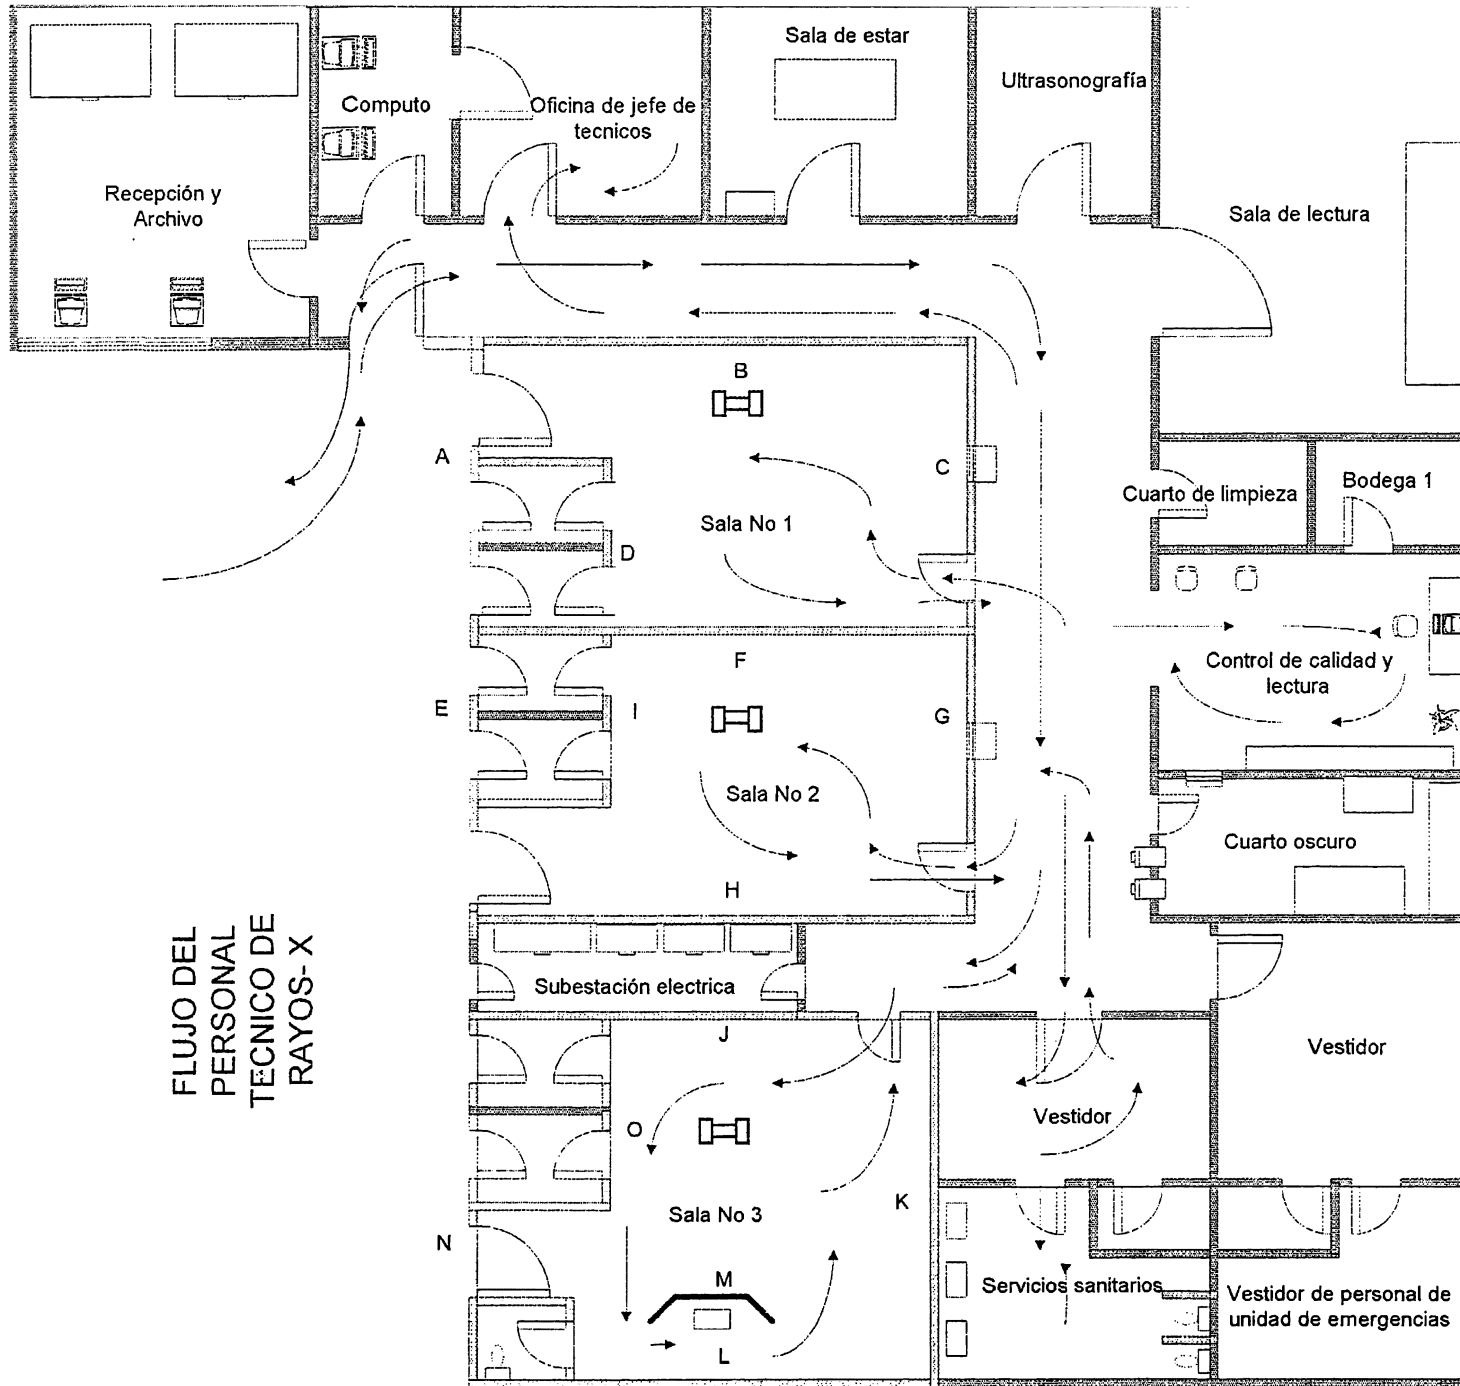 Sala de estar
Ultrasonografía
Computo
Oficina de jefe de
tecnicos
Recepción y
Archivo
Sala de lectura
B
A
C
Cuarto de limpieza
Bodega 1
Sala No 1
D
F
Control de calidad y
lectura
E
I
G
Sala No 2
Cuarto oscuro
H
FLUJO DEL
PERSONAL
TECNICO DE
RAYOS- X
Subestación electrica
J
Vestidor
Vestidor
O
K
Sala No 3
N
M
Servicios sanitarios
Vestidor de personal de
unidad de emergencias
L